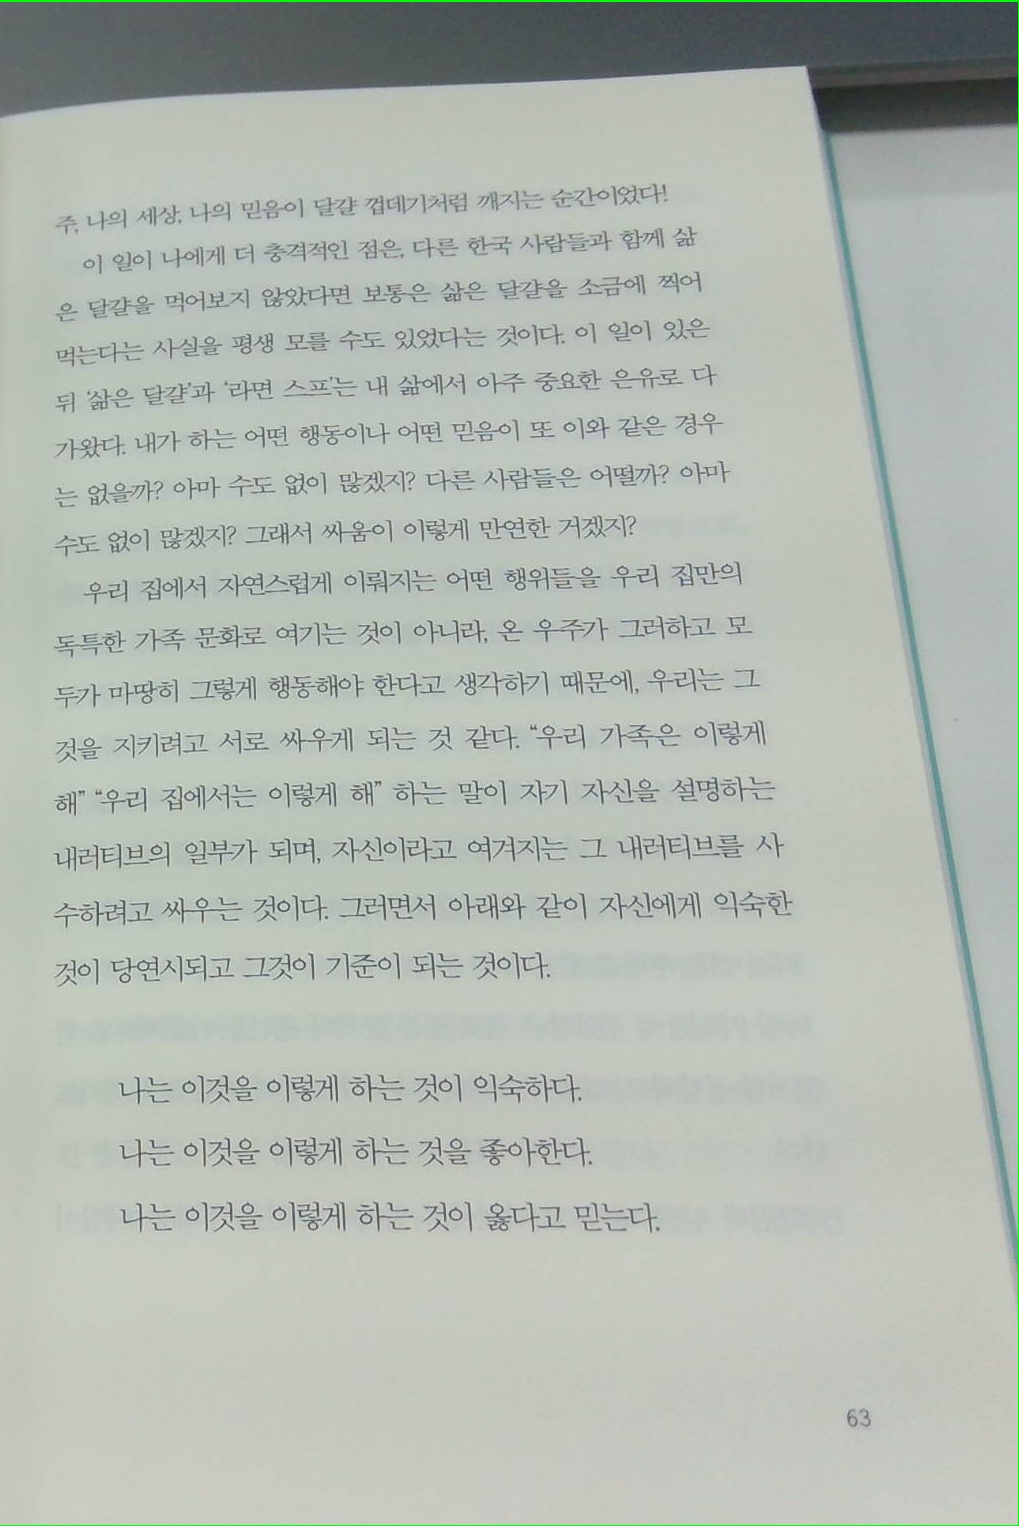 주, 나의 세상, 나의 믿음이 달걀 껍데기처럼 깨지는 순간이었다!
이 일이 나에게 더 충격적인 점은, 다른 한국 사람들과 함께 삶
은 달걀을 먹어보지 않았다면 보통은 삶은 달걀을 소금에 찍어
먹는다는 사실을 평생 모를 수도 있었다는 것이다. 이 일이 있은
뒤 ‘삶은 달걀’과 ‘라면 스프’는 내 삶에서 아주 중요한 은유로 다
가왔다. 내가 하는 어떤 행동이나 어떤 믿음이 또 이와 같은 경우
는 없을까? 아마 수도 없이 많겠지? 다른 사람들은 어떨까? 아마
수도 없이 많겠지? 그래서 싸움이 이렇게 만연한 거겠지?
우리 집에서 자연스럽게 이뤄지는 어떤 행위들을 우리 집만의
독특한 가족 문화로 여기는 것이 아니라, 온 우주가 그러하고 모
두가 마땅히 그렇게 행동해야 한다고 생각하기 때문에, 우리는 그
것을 지키려고 서로 싸우게 되는 것 같다. “우리 가족은 이렇게
해” “우리 집에서는 이렇게 해” 하는 말이 자기 자신을 설명하는
내러티브의 일부가 되며, 자신이라고 여겨지는 그 내러티브를 사
수하려고 싸우는 것이다. 그러면서 아래와 같이 자신에게 익숙한
것이 당연시되고 그것이 기준이 되는 것이다.
나는 이것을 이렇게 하는 것이 익숙하다.
나는 이것을 이렇게 하는 것을 좋아한다.
나는 이것을 이렇게 하는 것이 옳다고 믿는다.
63